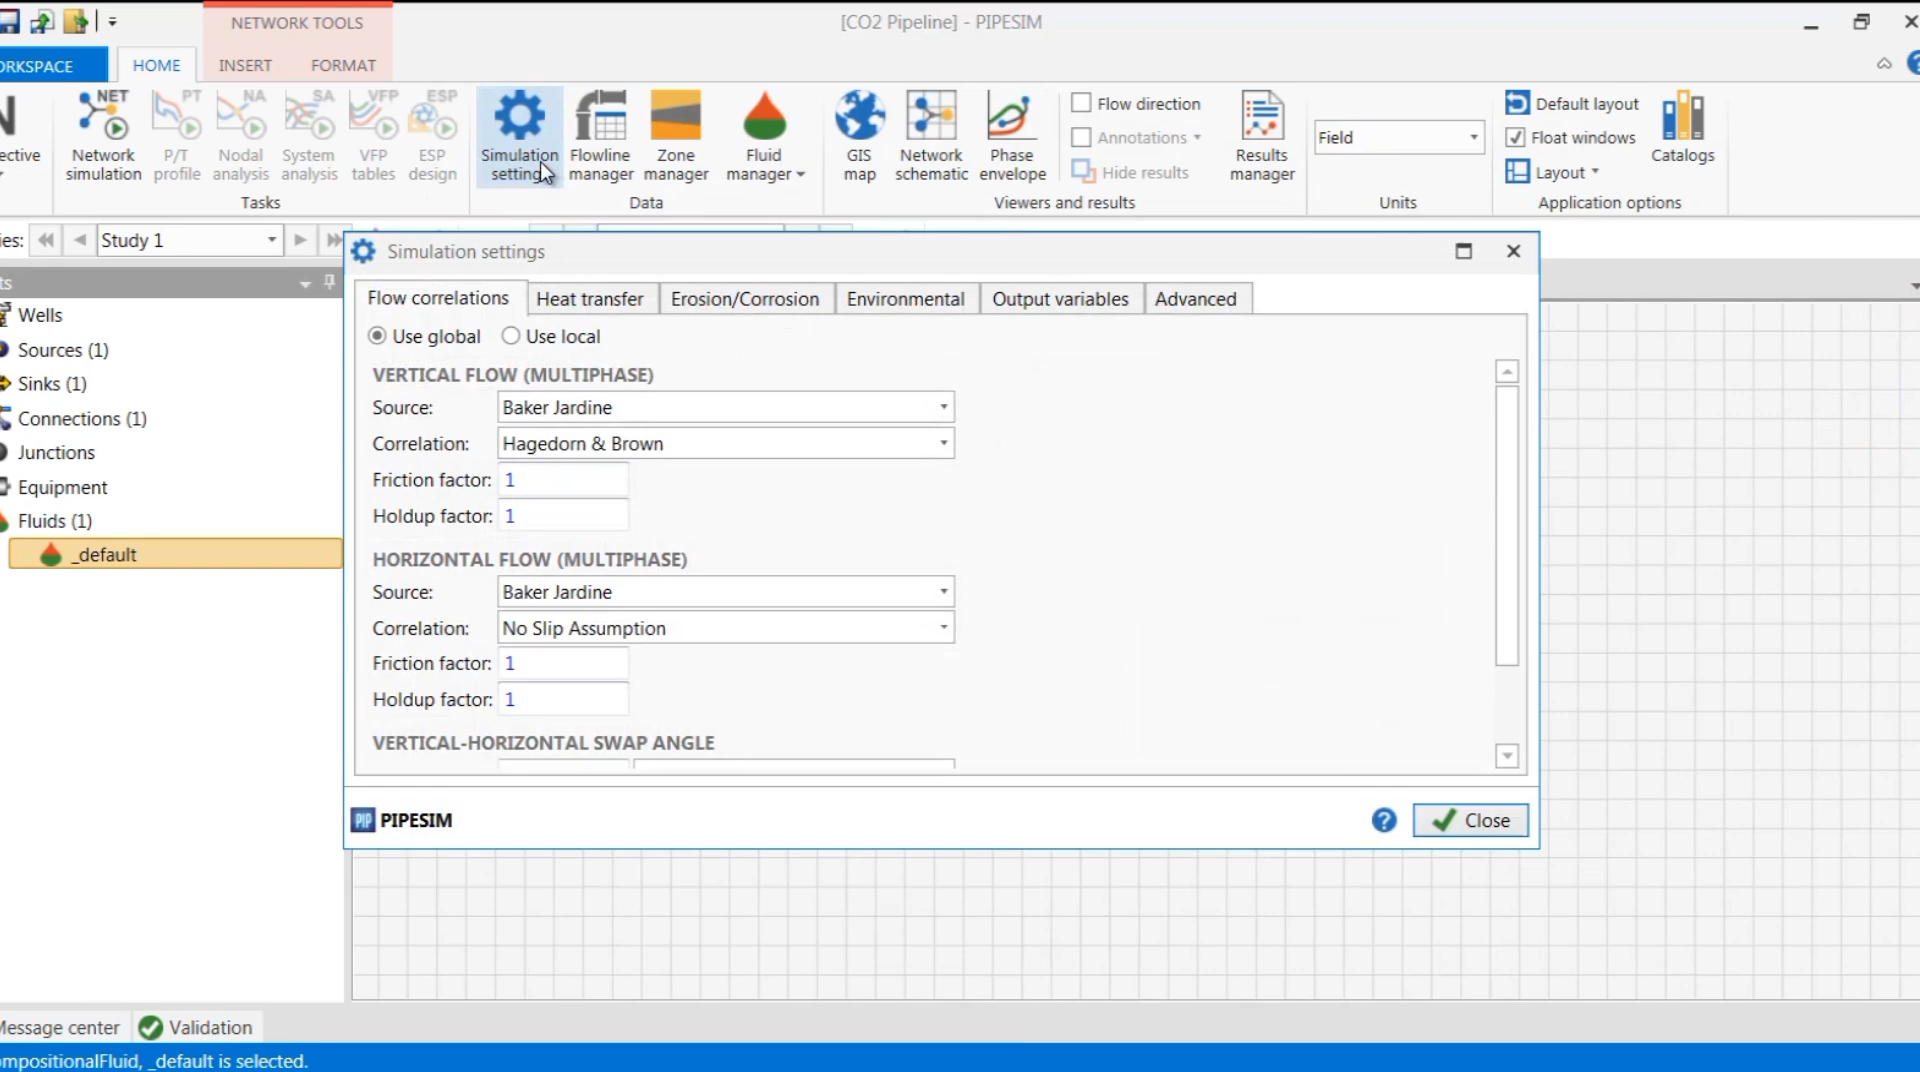 NETWORK TOOLS
[CO2 Pipeline] - PIPESIM
ORKSPACE
HOME
INSERT
FORMAT
NET
PT
NA
SA
VFP
ESP
Network simulation
P/T profile
Nodal analysis
System analysis
VFP tables
ESP design
Tasks
Simulation settings
Flowline manager
Zone manager
Fluid manager
Data
GIS map
Network schematic
Phase envelope
Flow direction
Annotations
Hide results
Results manager
Viewers and results
Field
Units
Default layout
Float windows
Layout
Catalogs
Application options
ective
ies:
Study 1
ts
Wells
Sources (1)
Sinks (1)
Connections (1)
Junctions
Equipment
Fluids (1)
_default
Simulation settings
Flow correlations
Heat transfer
Erosion/Corrosion
Environmental
Output variables
Advanced
Use global
Use local
VERTICAL FLOW (MULTIPHASE)
Source: Baker Jardine
Correlation: Hagedorn & Brown
Friction factor: 1
Holdup factor: 1
HORIZONTAL FLOW (MULTIPHASE)
Source: Baker Jardine
Correlation: No Slip Assumption
Friction factor: 1
Holdup factor: 1
VERTICAL-HORIZONTAL SWAP ANGLE
PIP PIPESIM
? Close
Message center
Validation
mpositionalFluid, _default is selected.